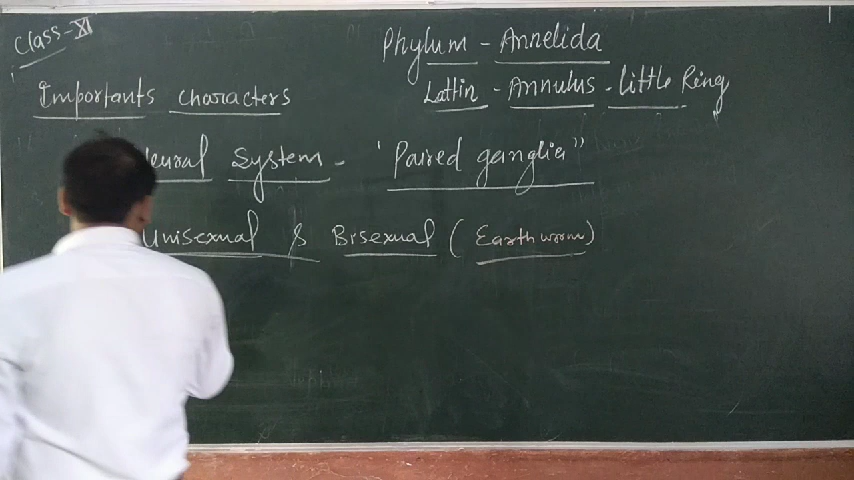 Class-XI
Phylum - Annelida
Lattin - Annulus - little Ring
Importants characters
eural System - "Paired ganglia"
Unisexual & Bisexual (Earthworm)